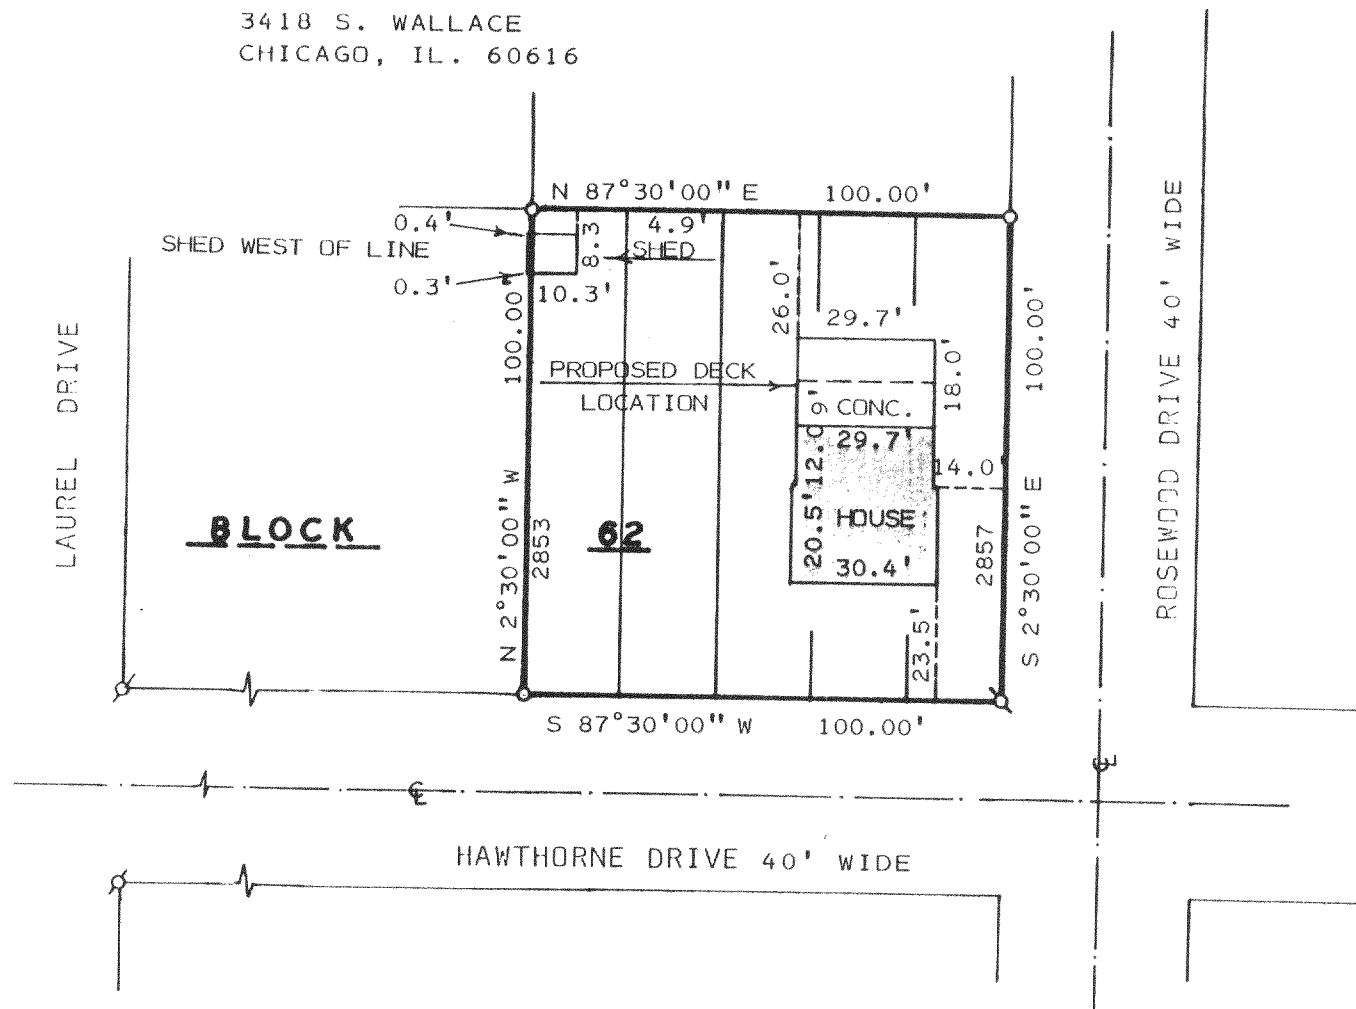 3418 S. WALLACE
CHICAGO, IL. 60616
N 87°30'00" E 100.00'
0.4'
SHED WEST OF LINE
0.3'
8.3
4.9'
SHED
10.3'
100.00'
26.0'
29.7'
18.0'
100.00'
PROPOSED DECK
LOCATION
9'
CONC.
29.7'
12.0
14.0'
LAUREL DRIVE
ROSEWOOD DRIVE 40' WIDE
BLOCK
62
N 2°30'00" W
2853
20.5'
HOUSE
30.4'
2857
S 2°30'00" E
23.5'
S 87°30'00" W 100.00'
HAWTHORNE DRIVE 40' WIDE